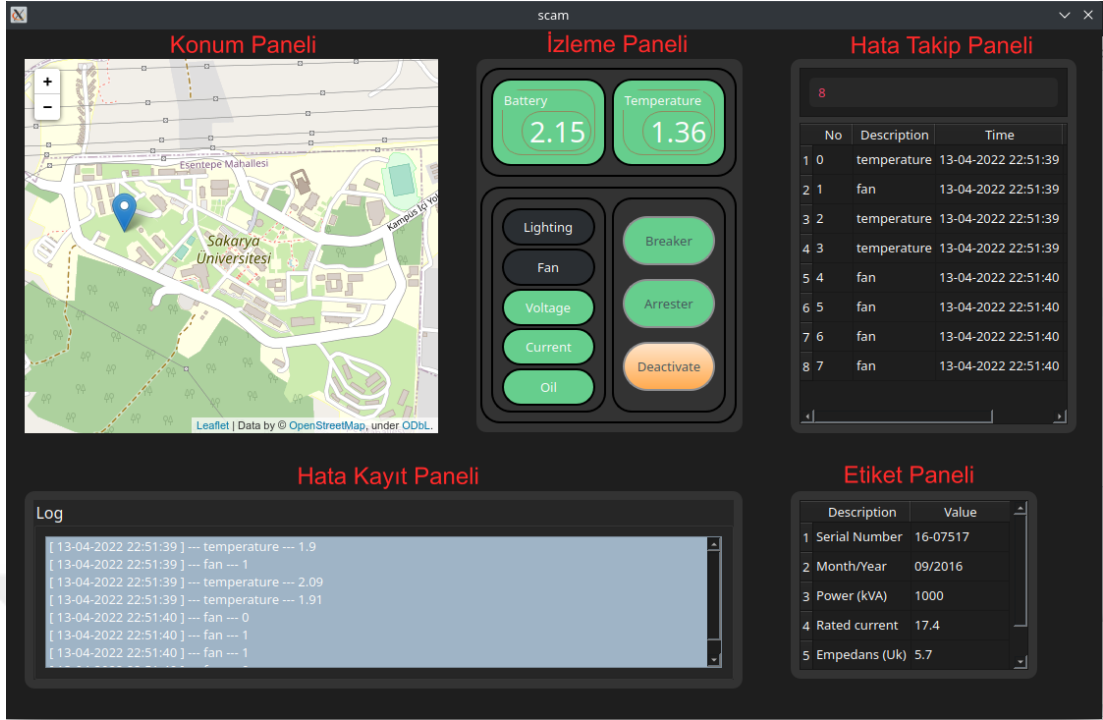 scam
Konum Paneli
İzleme Paneli
Hata Takip Paneli
+
−
Esentepe Mahallesi
Kampüs İçi Yol
Sakarya
Üniversitesi
Leaflet | Data by © OpenStreetMap, under ODbL.
Battery
2.15
Temperature
1.36
Lighting
Fan
Voltage
Current
Oil
Breaker
Arrester
Deactivate
8
No Description Time
1 0 temperature 13-04-2022 22:51:39
2 1 fan 13-04-2022 22:51:39
3 2 temperature 13-04-2022 22:51:39
4 3 temperature 13-04-2022 22:51:39
5 4 fan 13-04-2022 22:51:40
6 5 fan 13-04-2022 22:51:40
7 6 fan 13-04-2022 22:51:40
8 7 fan 13-04-2022 22:51:40
Hata Kayıt Paneli
Log
[ 13-04-2022 22:51:39 ] --- temperature --- 1.9
[ 13-04-2022 22:51:39 ] --- fan --- 1
[ 13-04-2022 22:51:39 ] --- temperature --- 2.09
[ 13-04-2022 22:51:39 ] --- temperature --- 1.91
[ 13-04-2022 22:51:40 ] --- fan --- 0
[ 13-04-2022 22:51:40 ] --- fan --- 1
[ 13-04-2022 22:51:40 ] --- fan --- 1
Etiket Paneli
Description Value
1 Serial Number 16-07517
2 Month/Year 09/2016
3 Power (kVA) 1000
4 Rated current 17.4
5 Empedans (Uk) 5.7